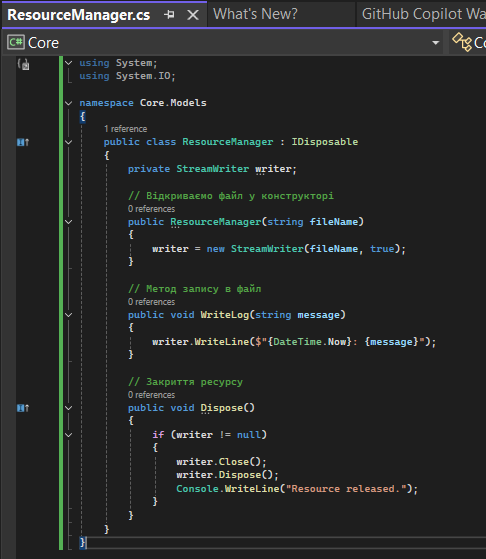 ResourceManager.cs What's New? GitHub Copilot Wa
C# Core Co
using System;
using System.IO;
namespace Core.Models
{
1 reference
public class ResourceManager : IDisposable
{
private StreamWriter writer;
// Відкриваємо файл у конструкторі
0 references
public ResourceManager(string fileName)
{
writer = new StreamWriter(fileName, true);
}
// Метод запису в файл
0 references
public void WriteLog(string message)
{
writer.WriteLine($"{DateTime.Now}: {message}");
}
// Закриття ресурсу
0 references
public void Dispose()
{
if (writer != null)
{
writer.Close();
writer.Dispose();
Console.WriteLine("Resource released.");
}
}
}
}